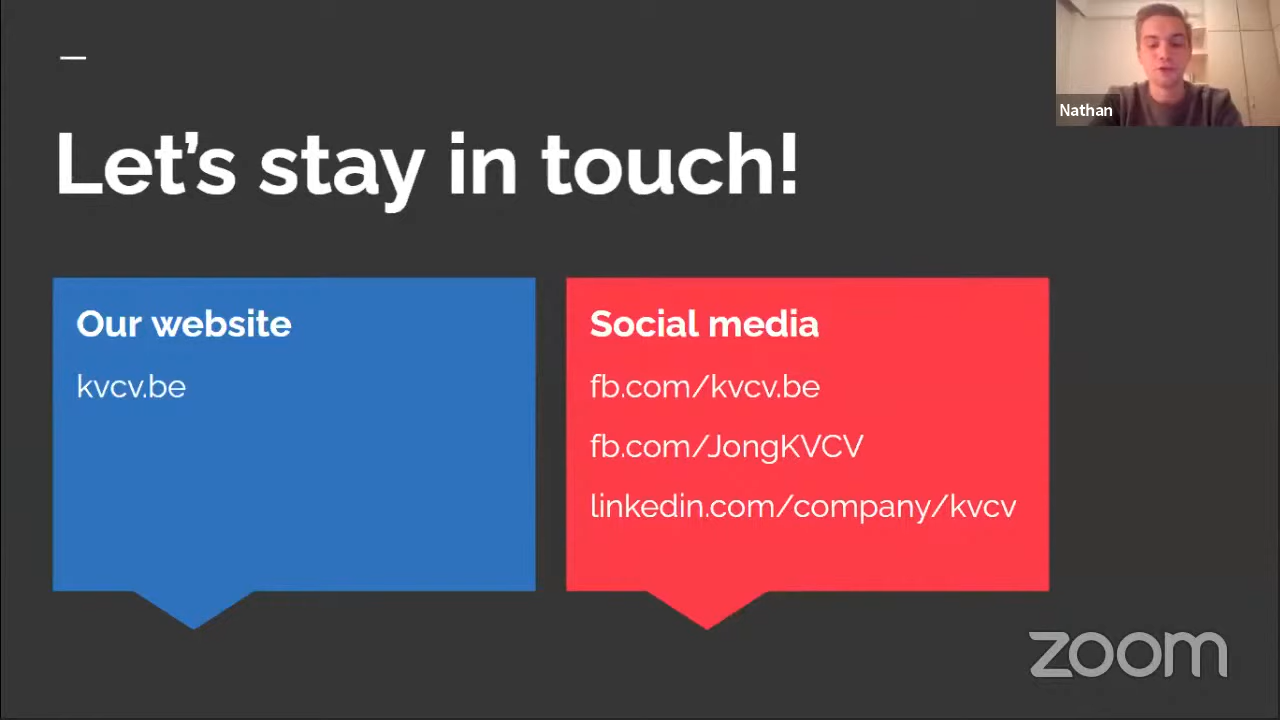 Nathan
Let's stay in touch!
Our website
kvcv.be
Social media
fb.com/kvcv.be
fb.com/JongKVCV
linkedin.com/company/kvcv
zoom